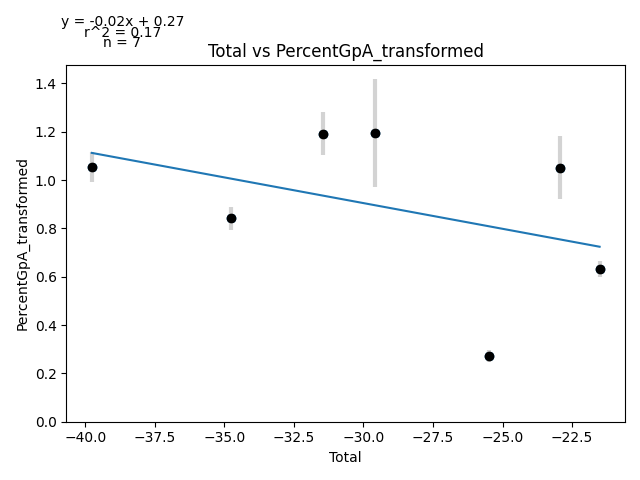 y = -0.02x + 0.27
r^2 = 0.17
n = 7
Total vs PercentGpA_transformed
PercentGpA_transformed
1.4
1.2
1.0
0.8
0.6
0.4
0.2
0.0
−40.0 −37.5 −35.0 −32.5 −30.0 −27.5 −25.0 −22.5
Total